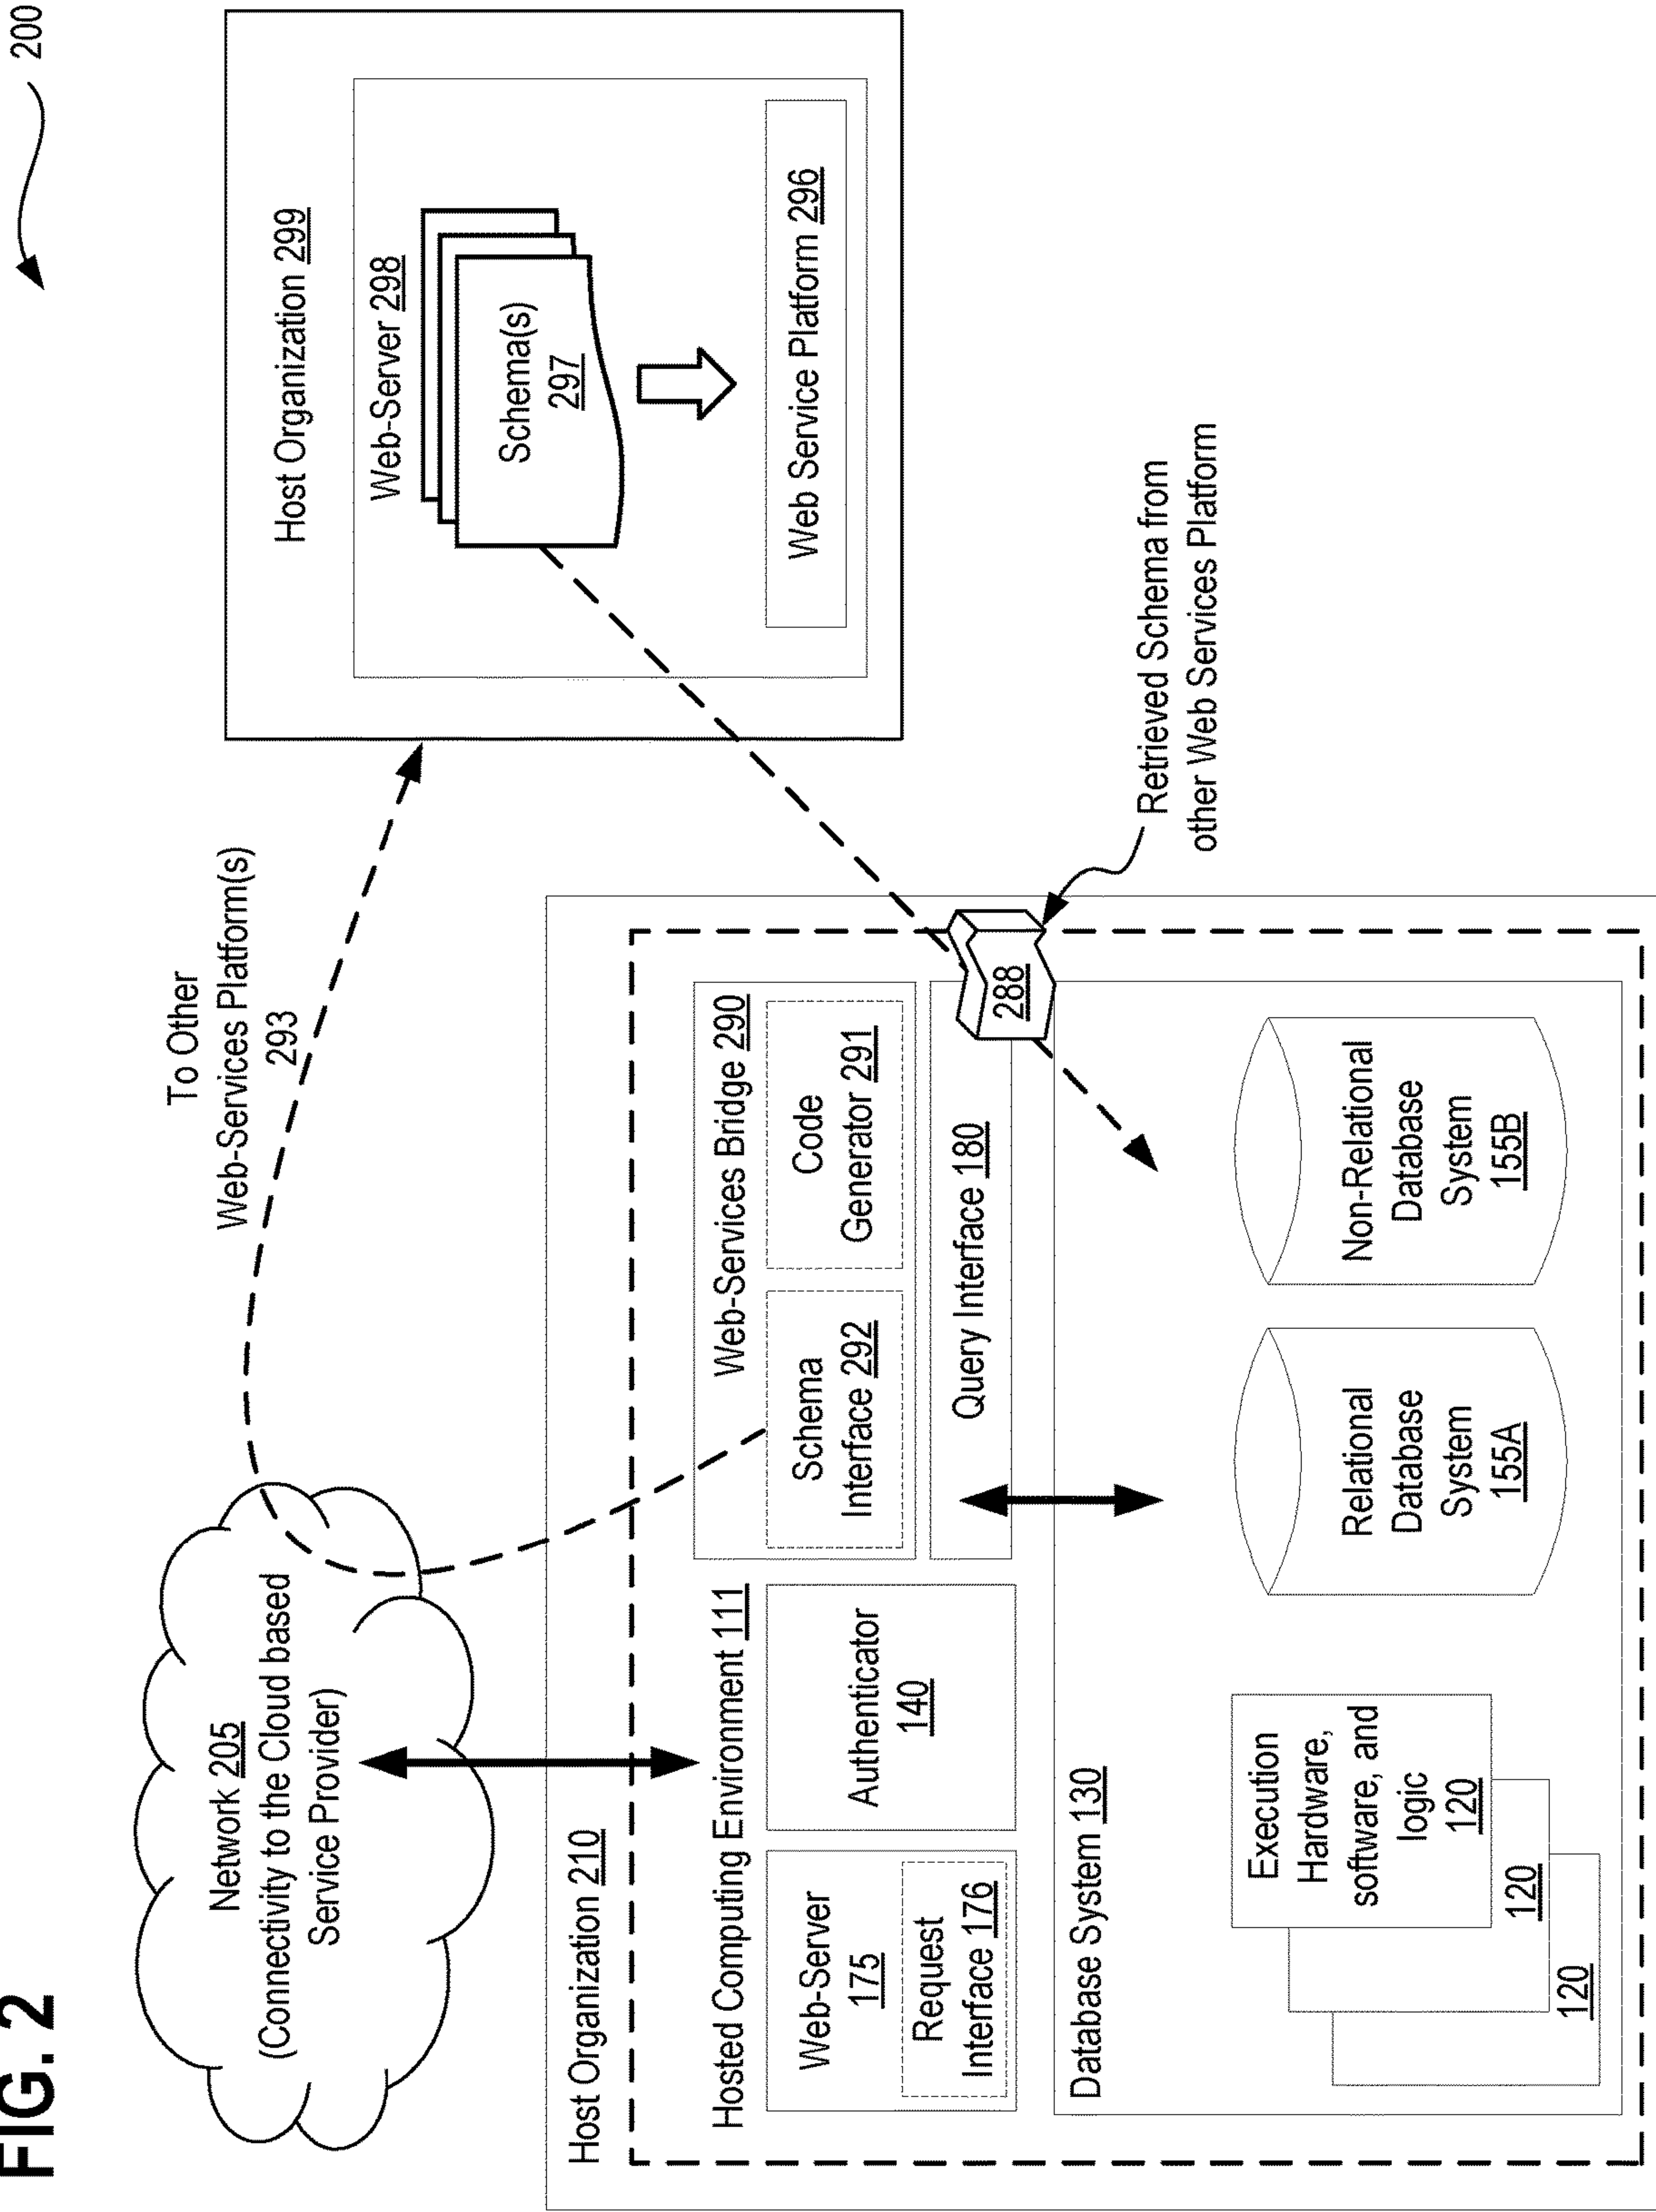 FIG. 2
200
Network 205
(Connectivity to the Cloud based
Service Provider)
To Other
Web-Services Platform(s)
293
Host Organization 299
Web-Server 298
Schema(s)
297
Web Service Platform 296
Host Organization 210
Hosted Computing Environment 111
Web-Server
175
Request
Interface 176
Authenticator
140
Web-Services Bridge 290
Schema
Interface 292
Code
Generator 291
Query Interface 180
288
Retrieved Schema from
other Web Services Platform
Database System 130
Execution
Hardware,
software, and
logic
120
120
120
Relational
Database
System
155A
Non-Relational
Database
System
155B